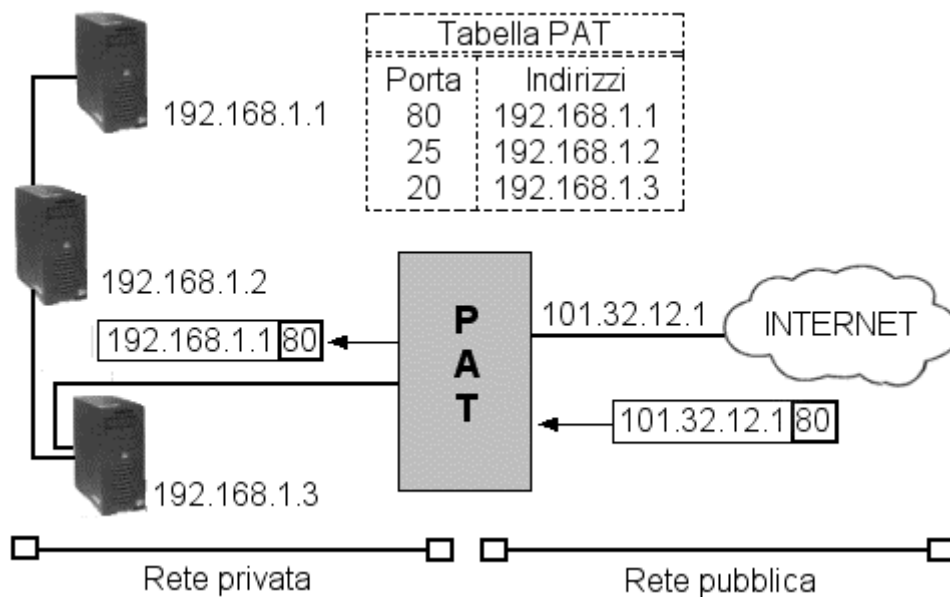 Tabella PAT
Porta Indirizzi
80 192.168.1.1
25 192.168.1.2
20 192.168.1.3
192.168.1.1
192.168.1.2
192.168.1.1 80
PAT
101.32.12.1
INTERNET
101.32.12.1 80
192.168.1.3
Rete privata
Rete pubblica